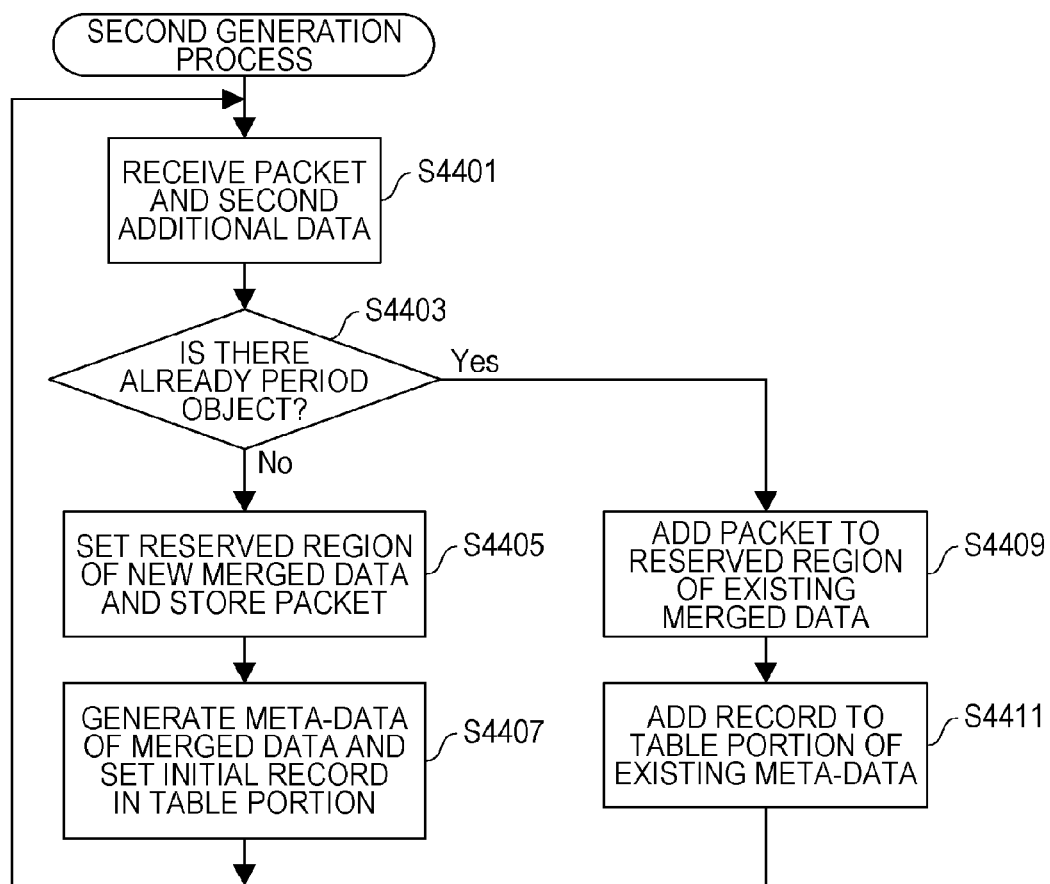 SECOND GENERATION
PROCESS
RECEIVE PACKET
AND SECOND
ADDITIONAL DATA
S4401
IS THERE
ALREADY PERIOD
OBJECT?
S4403
Yes
No
SET RESERVED REGION
OF NEW MERGED DATA
AND STORE PACKET
S4405
GENERATE META-DATA
OF MERGED DATA AND
SET INITIAL RECORD
IN TABLE PORTION
S4407
ADD PACKET TO
RESERVED REGION
OF EXISTING
MERGED DATA
S4409
ADD RECORD TO
TABLE PORTION OF
EXISTING META-DATA
S4411